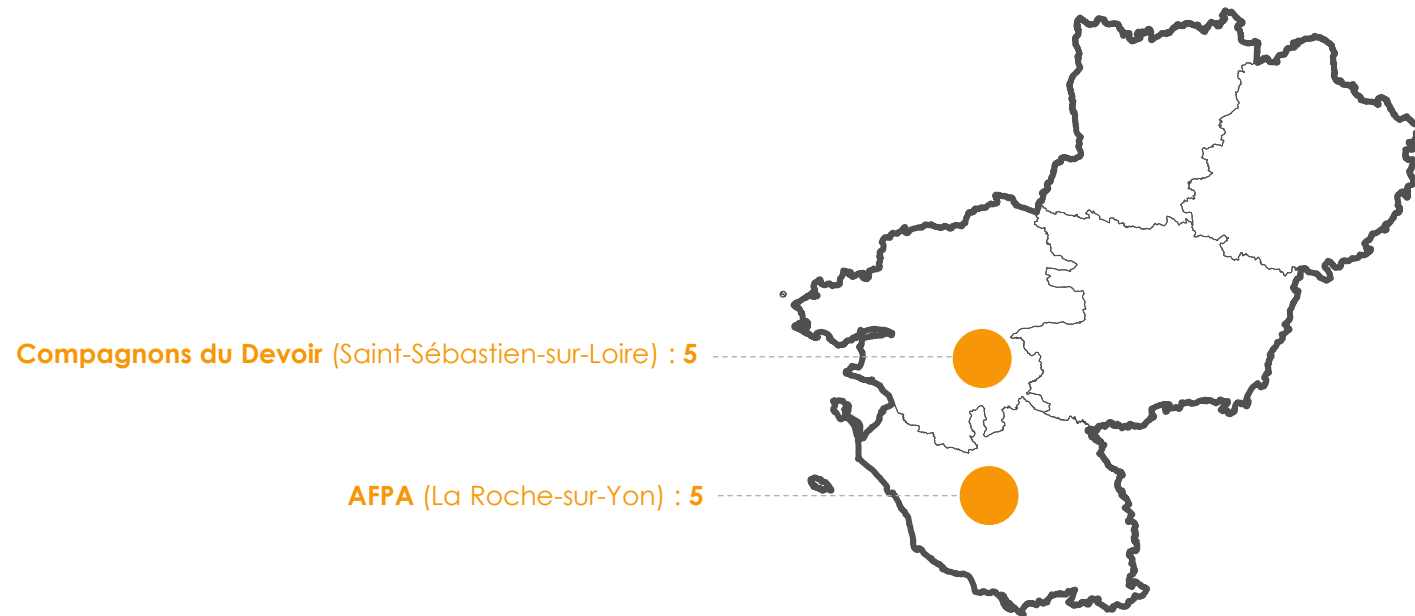 Compagnons du Devoir (Saint-Sébastien-sur-Loire) : 5
AFPA (La Roche-sur-Yon) : 5